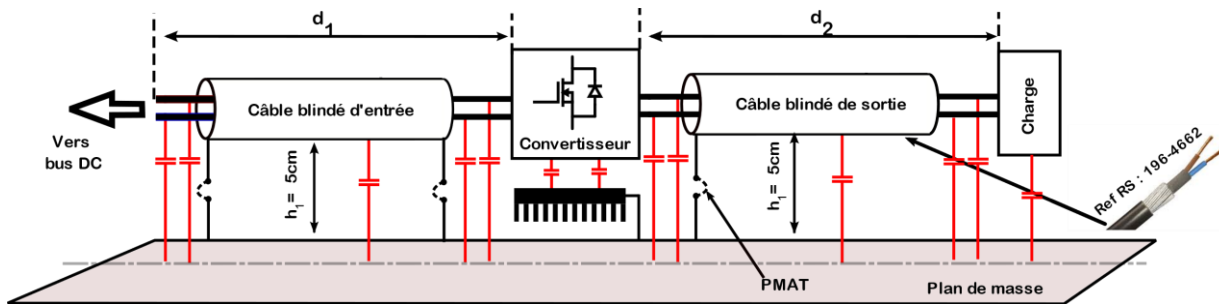 d1
d2
Câble blindé d'entrée
Vers
bus DC
h1= 5cm
Convertisseur
Câble blindé de sortie
h1= 5cm
Charge
Ref RS : 196-4662
PMAT
Plan de masse